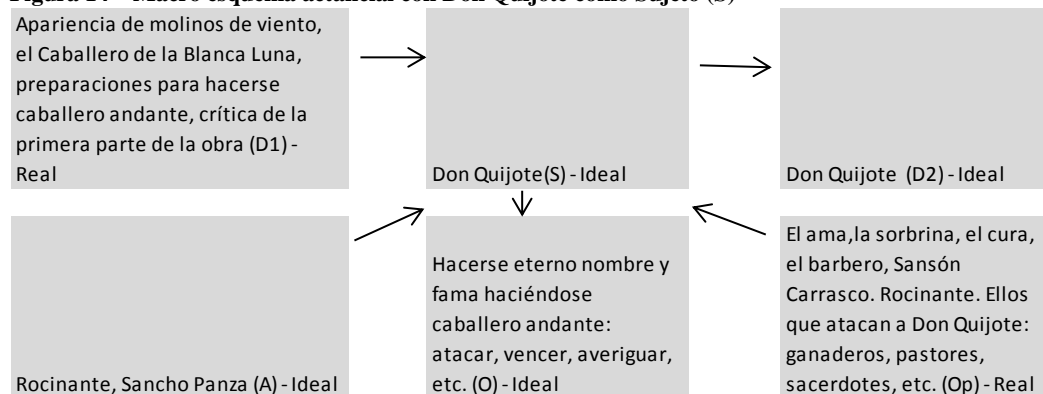 Figura 14 – Macro esquema actancial con Don Quijote como Sujeto (S)
Apariencia de molinos de viento,
el Caballero de la Blanca Luna,
preparaciones para hacerse
caballero andante, crítica de la
primera parte de la obra (D1) -
Real
Don Quijote(S) - Ideal
Don Quijote (D2) - Ideal
Rocinante, Sancho Panza (A) - Ideal
Hacerse eterno nombre y
fama haciéndose
caballero andante:
atacar, vencer, averiguar,
etc. (O) - Ideal
El ama,la sorbrina, el cura,
el barbero, Sansón
Carrasco. Rocinante. Ellos
que atacan a Don Quijote:
ganaderos, pastores,
sacerdotes, etc. (Op) - Real